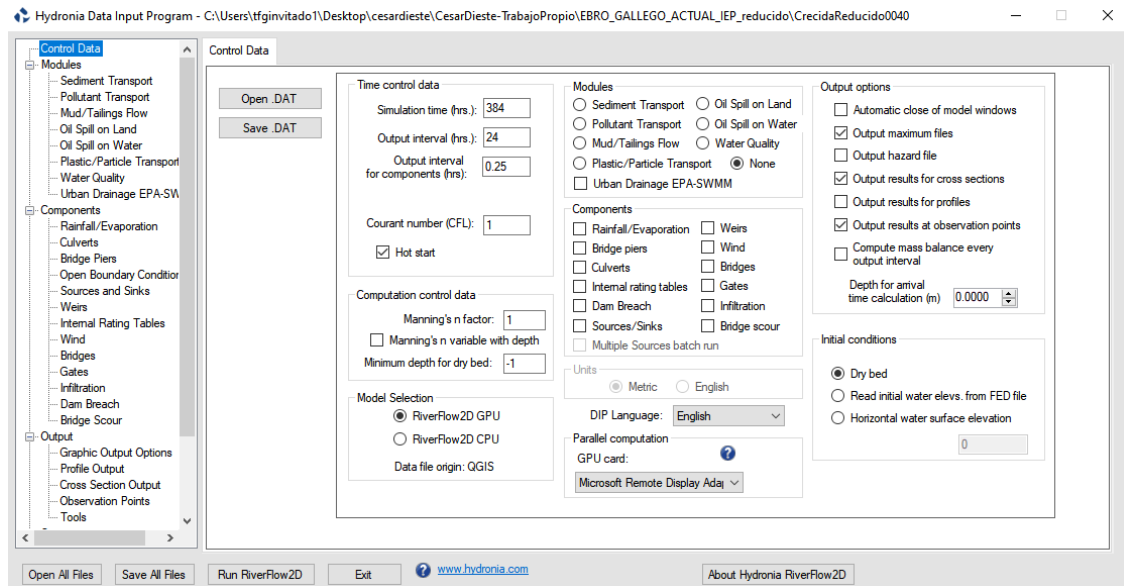 Hydronia Data Input Program - C:\Users\tfginvitado1\Desktop\cesardieste\CesarDieste-TrabajoPropio\EBRO_GALLEGO_ACTUAL_IEP_reducido\CrecidaReducido0040
Control Data
Modules
Sediment Transport
Pollutant Transport
Mud/Tailings Flow
Oil Spill on Land
Oil Spill on Water
Plastic/Particle Transport
Water Quality
Urban Drainage EPA-SW
Components
Rainfall/Evaporation
Culverts
Bridge Piers
Open Boundary Condition
Sources and Sinks
Weirs
Internal Rating Tables
Wind
Bridges
Gates
Infiltration
Dam Breach
Bridge Scour
Output
Graphic Output Options
Profile Output
Cross Section Output
Observation Points
Tools
Control Data
Open .DAT
Save .DAT
Time control data
Simulation time (hrs.): 384
Output interval (hrs.): 24
Output interval
for components (hrs): 0.25
Courant number (CFL): 1
Hot start
Computation control data
Manning's n factor: 1
Manning's n variable with depth
Minimum depth for dry bed: -1
Model Selection
RiverFlow2D GPU
RiverFlow2D CPU
Data file origin: QGIS
Modules
Sediment Transport Oil Spill on Land
Pollutant Transport Oil Spill on Water
Mud/Tailings Flow Water Quality
Plastic/Particle Transport None
Urban Drainage EPA-SWMM
Components
Rainfall/Evaporation Weirs
Bridge piers Wind
Culverts Bridges
Internal rating tables Gates
Dam Breach Infiltration
Sources/Sinks Bridge scour
Multiple Sources batch run
Units
Metric English
DIP Language: English
Parallel computation
GPU card:
Microsoft Remote Display Adap
Output options
Automatic close of model windows
Output maximum files
Output hazard file
Output results for cross sections
Output results for profiles
Output results at observation points
Compute mass balance every
output interval
Depth for arrival
time calculation (m) 0.0000
Initial conditions
Dry bed
Read initial water elevs. from FED file
Horizontal water surface elevation
0
Open All Files Save All Files Run RiverFlow2D Exit www.hydronia.com About Hydronia RiverFlow2D